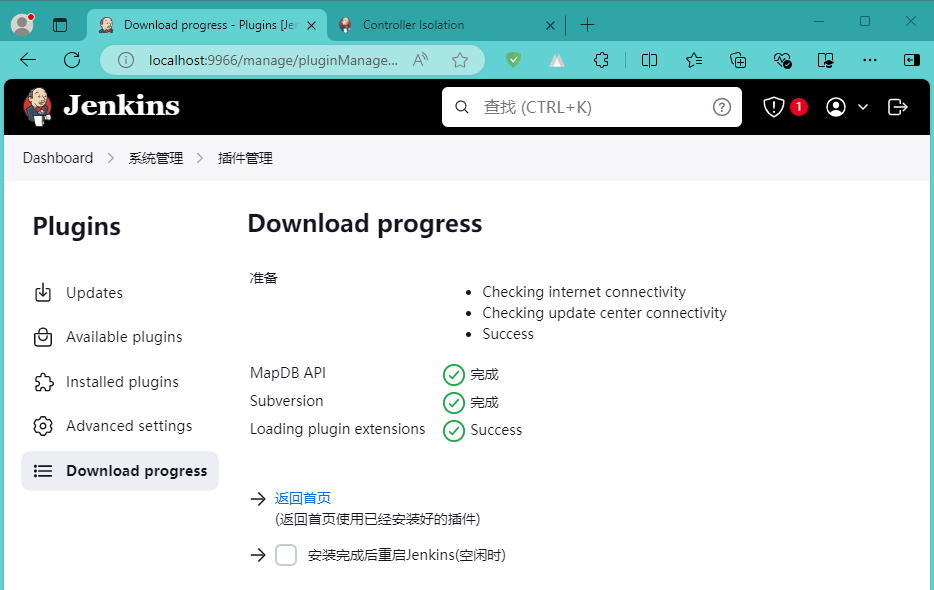 Download progress - Plugins [Jen
Controller Isolation
localhost:9966/manage/pluginManage...
Jenkins
查找 (CTRL+K)
1
Dashboard
系统管理
插件管理
Plugins
Updates
Available plugins
Installed plugins
Advanced settings
Download progress
Download progress
准备
Checking internet connectivity
Checking update center connectivity
Success
MapDB API 完成
Subversion 完成
Loading plugin extensions Success
返回首页
(返回首页使用已经安装好的插件)
安装完成后重启Jenkins(空闲时)